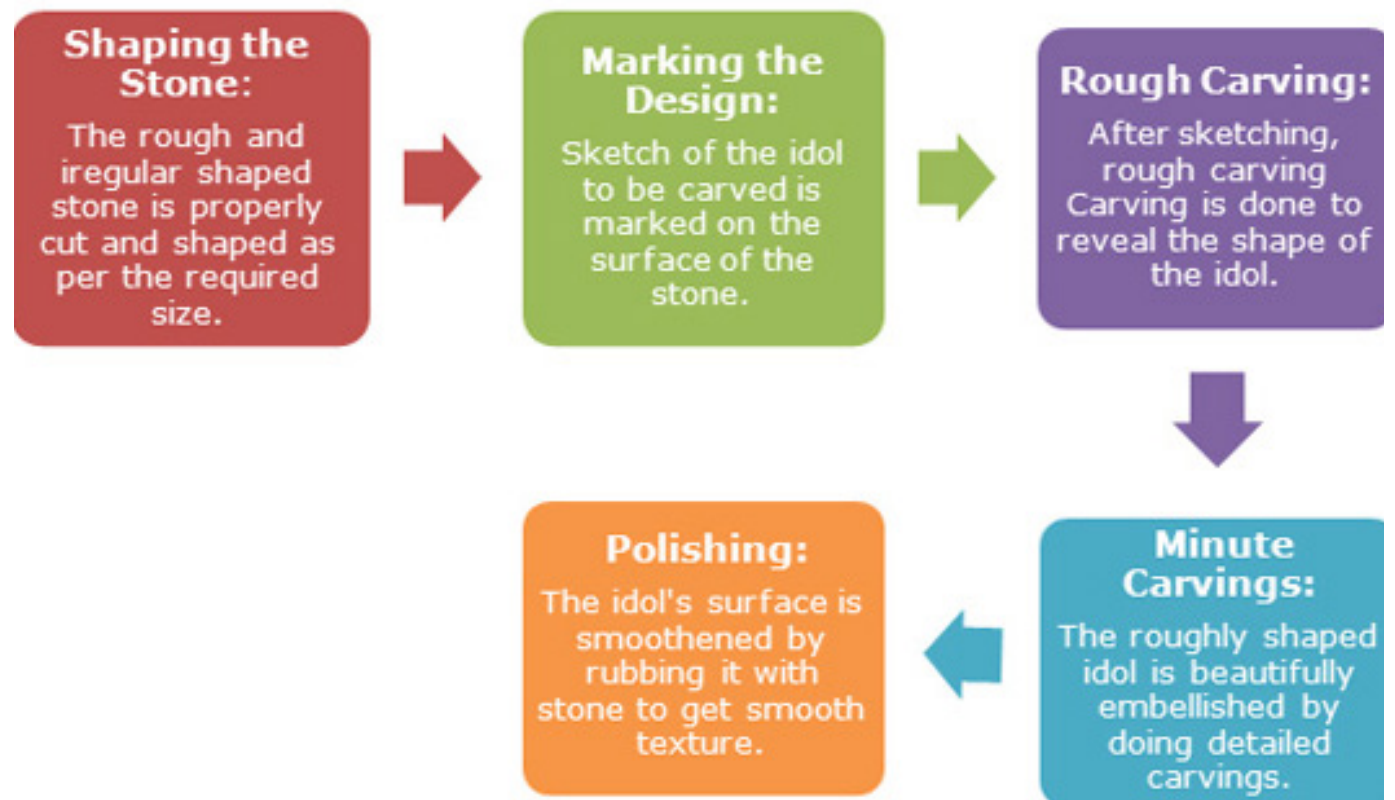 Shaping the
Stone:
The rough and
iregular shaped
stone is properly
cut and shaped as
per the required
size.
Marking the
Design:
Sketch of the idol
to be carved is
marked on the
surface of the
stone.
Rough Carving:
After sketching,
rough carving
Carving is done to
reveal the shape of
the idol.
Minute
Carvings:
The roughly shaped
idol is beautifully
embellished by
doing detailed
carvings.
Polishing:
The idol's surface is
smoothened by
rubbing it with
stone to get smooth
texture.